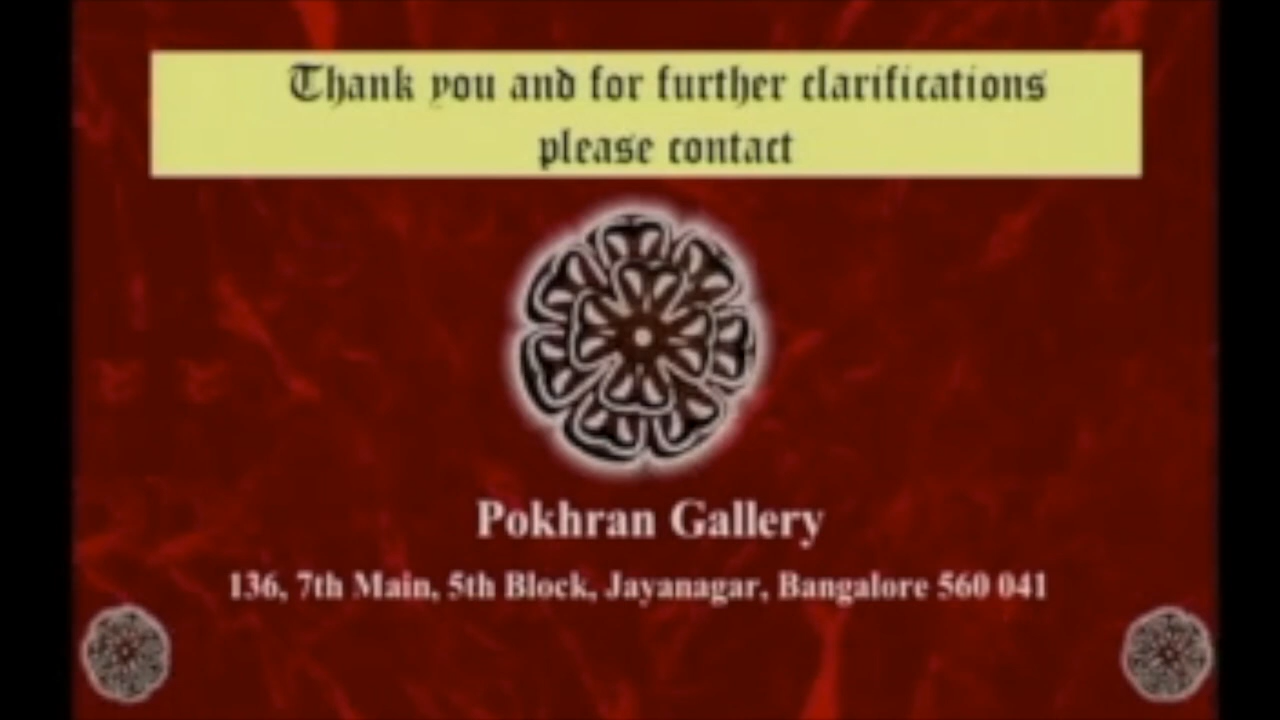 Thank you and for further clarifications
please contact
Pokhran Gallery
136, 7th Main, 5th Block, Jayanagar, Bangalore 560 041